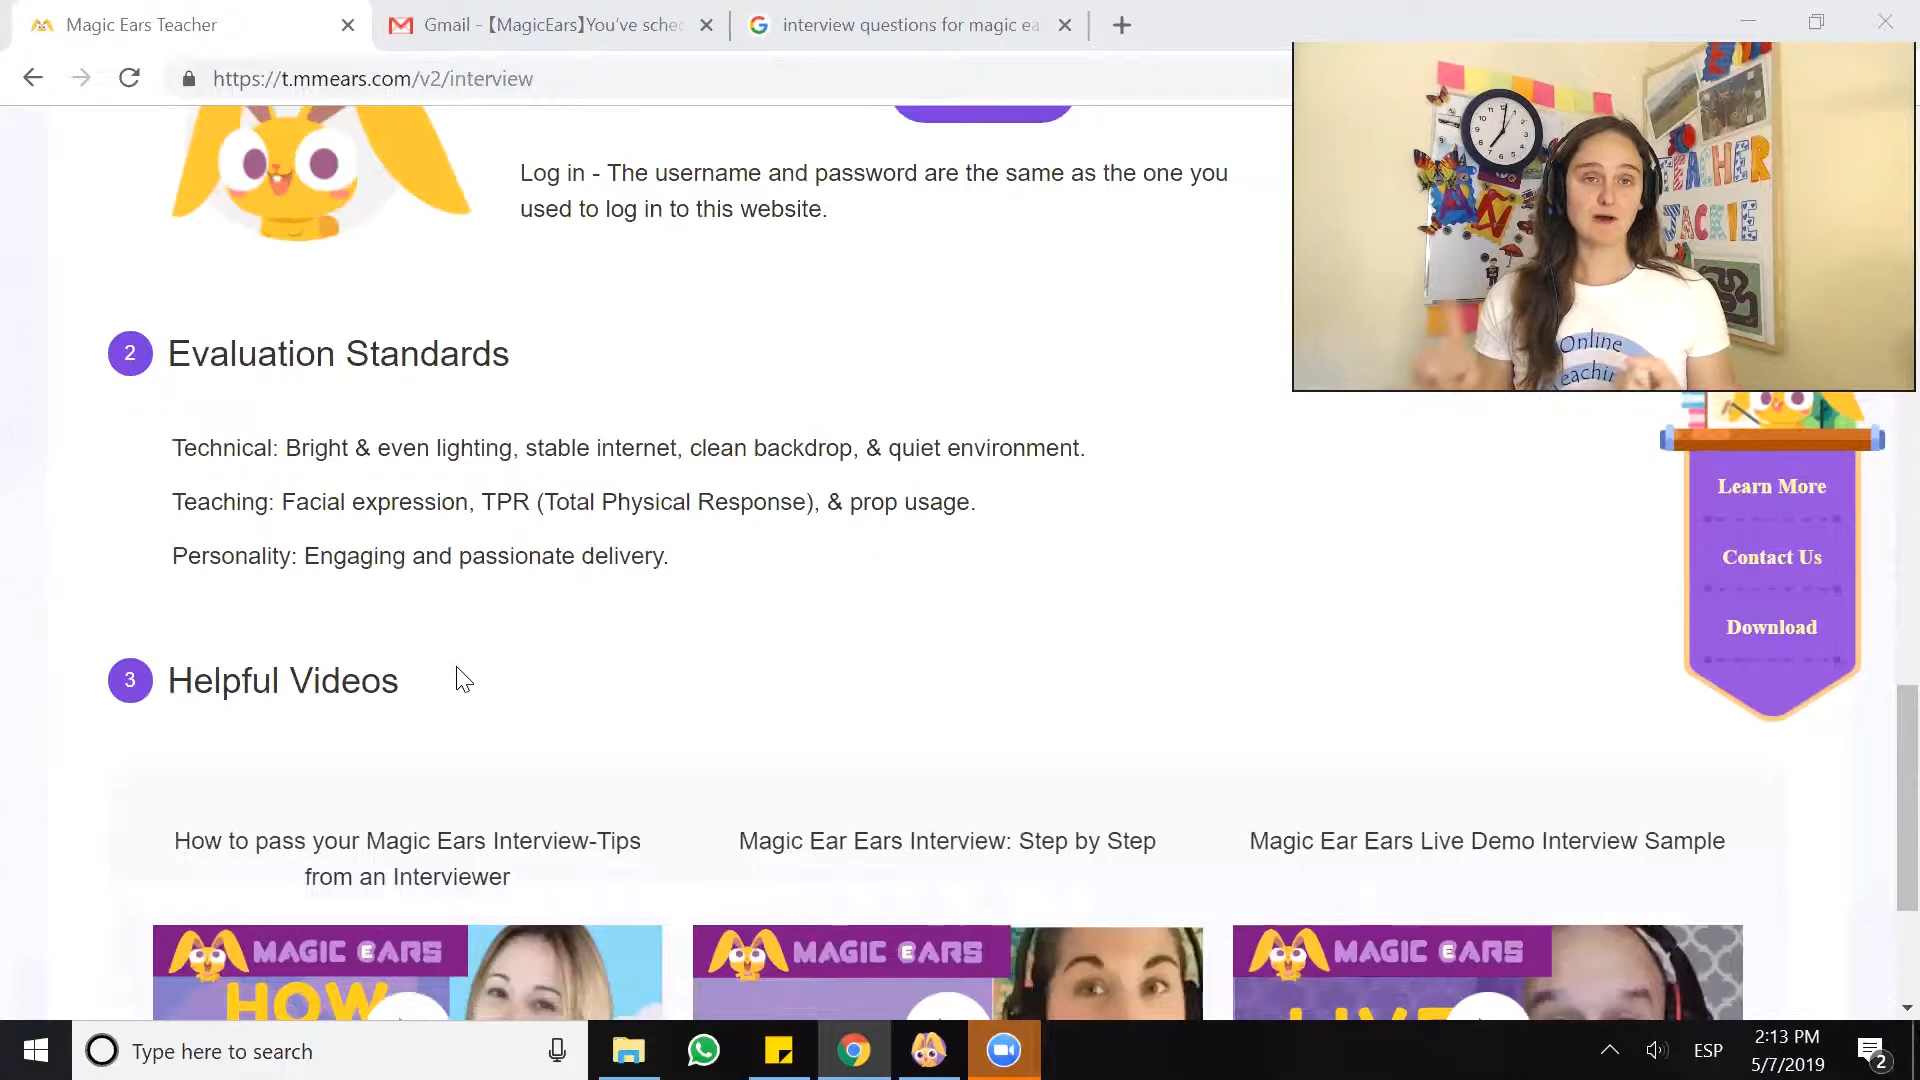 Magic Ears Teacher
Gmail - 【MagicEars】You've sche
interview questions for magic ea
https://t.mmears.com/v2/interview
Log in - The username and password are the same as the one you
used to log in to this website.
TEACHER
JACKIE
Online
Teachin
2 Evaluation Standards
Technical: Bright & even lighting, stable internet, clean backdrop, & quiet environment.
Teaching: Facial expression, TPR (Total Physical Response), & prop usage.
Personality: Engaging and passionate delivery.
Learn More
Contact Us
Download
3 Helpful Videos
How to pass your Magic Ears Interview-Tips
from an Interviewer
Magic Ear Ears Interview: Step by Step
Magic Ear Ears Live Demo Interview Sample
MAGIC EARS
HOW
MAGIC EARS
MAGIC EARS
LIVE
Type here to search
ESP
2:13 PM
5/7/2019
2